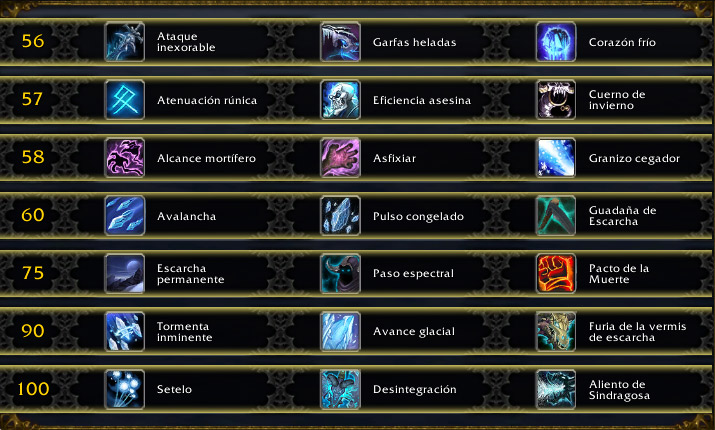 56
Ataque
inexorable
Garfas heladas
Corazón frío
57
Atenuación rúnica
Eficiencia asesina
Cuerno de
invierno
58
Alcance mortífero
Asfixiar
Granizo cegador
60
Avalancha
Pulso congelado
Guadaña de
Escarcha
75
Escarcha
permanente
Paso espectral
Pacto de la
Muerte
90
Tormenta
inminente
Avance glacial
Furia de la vermis
de escarcha
100
Setelo
Desintegración
Aliento de
Sindragosa